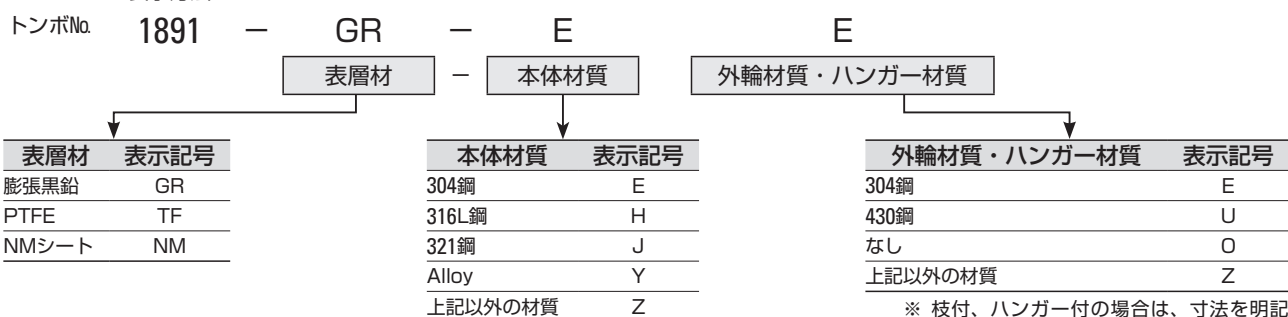 トンボ№ 1891 － GR － E E
表層材 － 本体材質 外輪材質・ハンガー材質
表層材 表示記号
膨張黒鉛 GR
PTFE TF
NMシート NM
本体材質 表示記号
304鋼 E
316L鋼 H
321鋼 J
Alloy Y
上記以外の材質 Z
外輪材質・ハンガー材質 表示記号
304鋼 E
430鋼 U
なし O
上記以外の材質 Z
※ 枝付、ハンガー付の場合は、寸法を明記